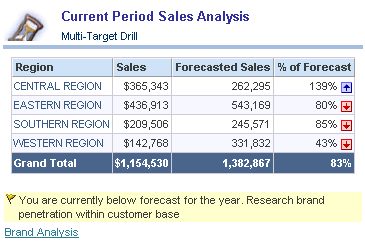 Current Period Sales Analysis
Multi-Target Drill
Region Sales Forecasted Sales % of Forecast
CENTRAL REGION $365,343 262,295 139%
EASTERN REGION $436,913 543,169 80%
SOUTHERN REGION $209,506 245,571 85%
WESTERN REGION $142,768 331,832 43%
Grand Total $1,154,530 1,382,867 83%
You are currently below forecast for the year. Research brand
penetration within customer base
Brand Analysis